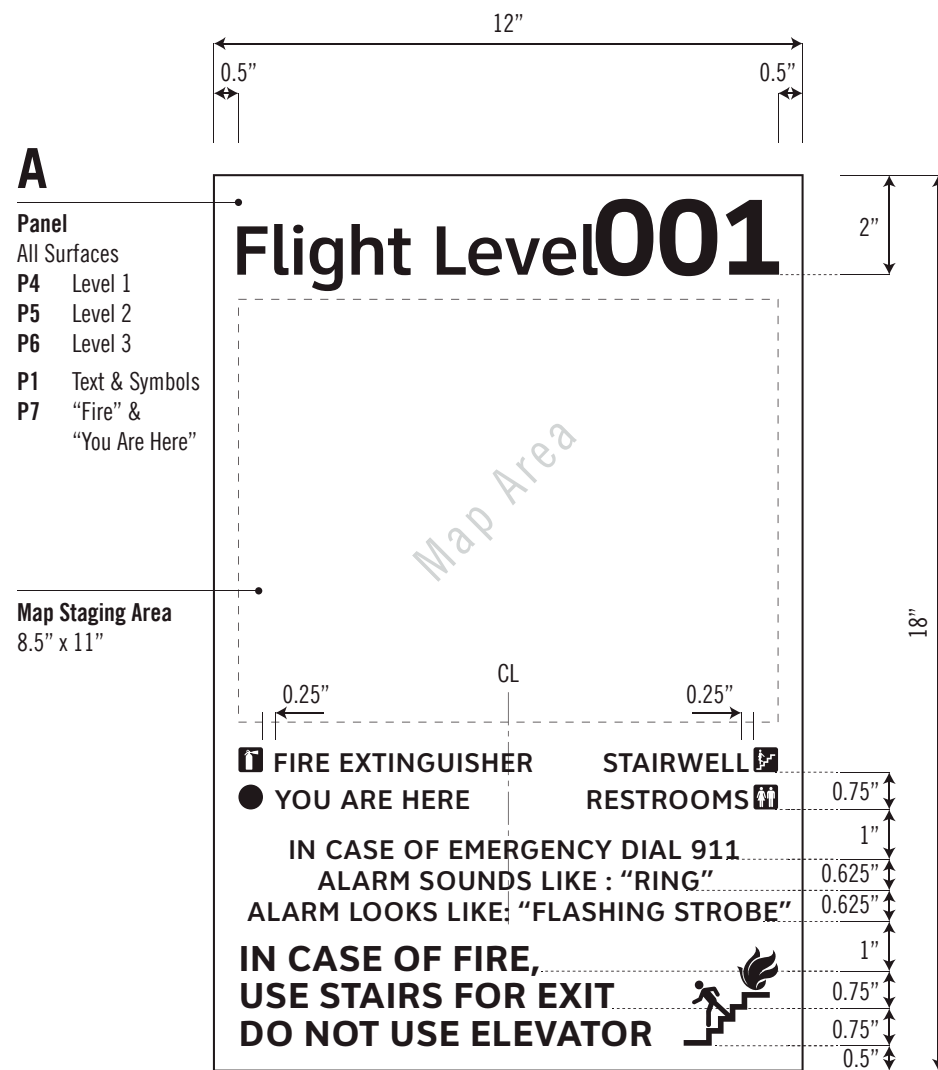 12”
0.5”
0.5”
A
Panel
All Surfaces
P4 Level 1
P5 Level 2
P6 Level 3
P1 Text & Symbols
P7 “Fire” &
“You Are Here”
Flight Level 001
2”
Map Area
Map Staging Area
8.5” x 11”
18”
CL
0.25”
0.25”
FIRE EXTINGUISHER STAIRWELL
YOU ARE HERE RESTROOMS
0.75”
1”
IN CASE OF EMERGENCY DIAL 911
ALARM SOUNDS LIKE : “RING”
ALARM LOOKS LIKE: “FLASHING STROBE”
0.625”
0.625”
1”
IN CASE OF FIRE,
USE STAIRS FOR EXIT
DO NOT USE ELEVATOR
0.75”
0.75”
0.5”